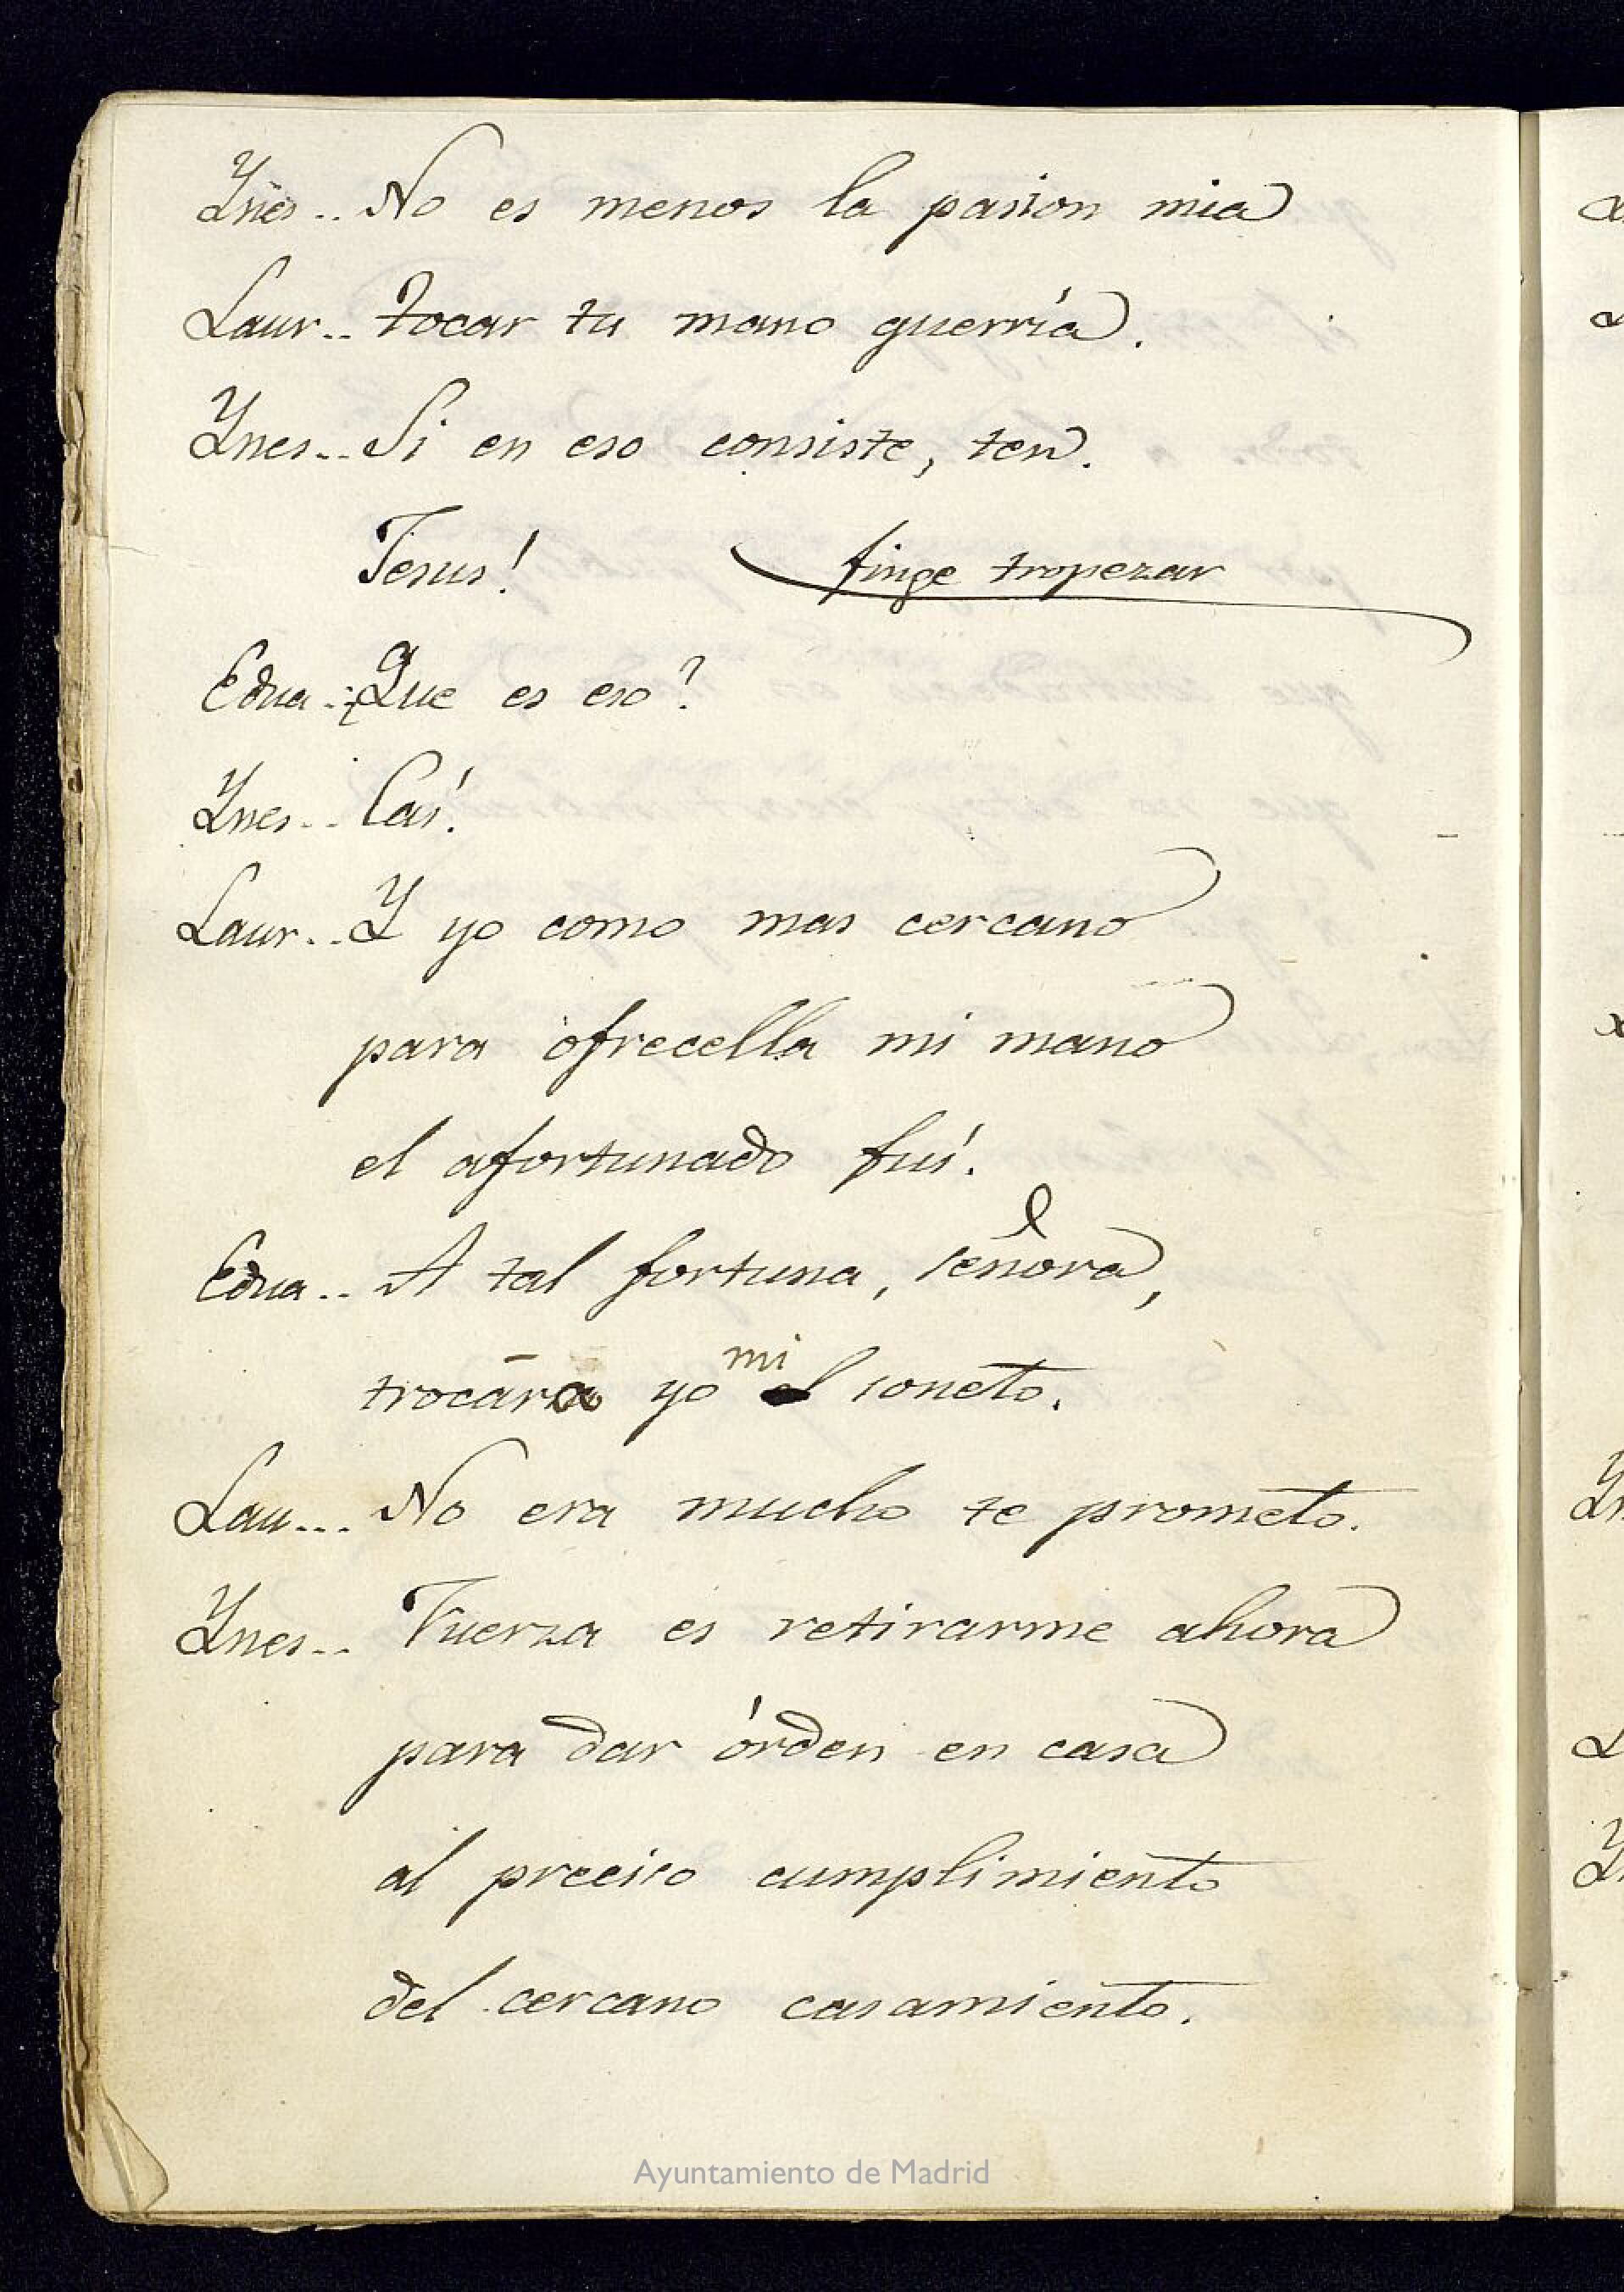 Ynes.. No es menos la pasion mia
Laur.. tocar tu mano querría.
Ynes.. Si en eso consiste, ten.
Jesus! finge tropezar
Edua.. ¿Que es eso?
Ynes.. Caí.
Laur.. Y yo como mas cercano
para ofrecella mi mano
el afortunado fuí.
Edua.. A tal fortuna, señora,
trocára yo mi soneto.
Lau... No era mucho te prometo.
Ynes.. Fuerza es retirarme ahora
para dar órden en casa
al preciso cumplimiento
del cercano casamiento.
Ayuntamiento de Madrid